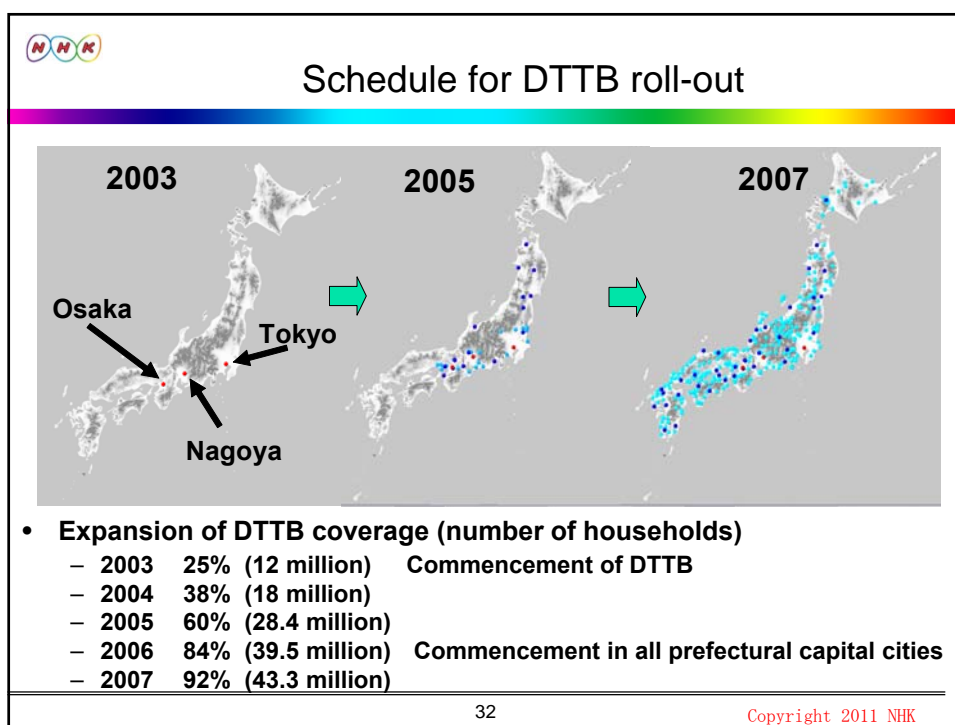 NHK
Schedule for DTTB roll-out
2003
2005
2007
Osaka
Tokyo
Nagoya
• Expansion of DTTB coverage (number of households)
– 2003 25% (12 million) Commencement of DTTB
– 2004 38% (18 million)
– 2005 60% (28.4 million)
– 2006 84% (39.5 million) Commencement in all prefectural capital cities
– 2007 92% (43.3 million)
32
Copyright 2011 NHK